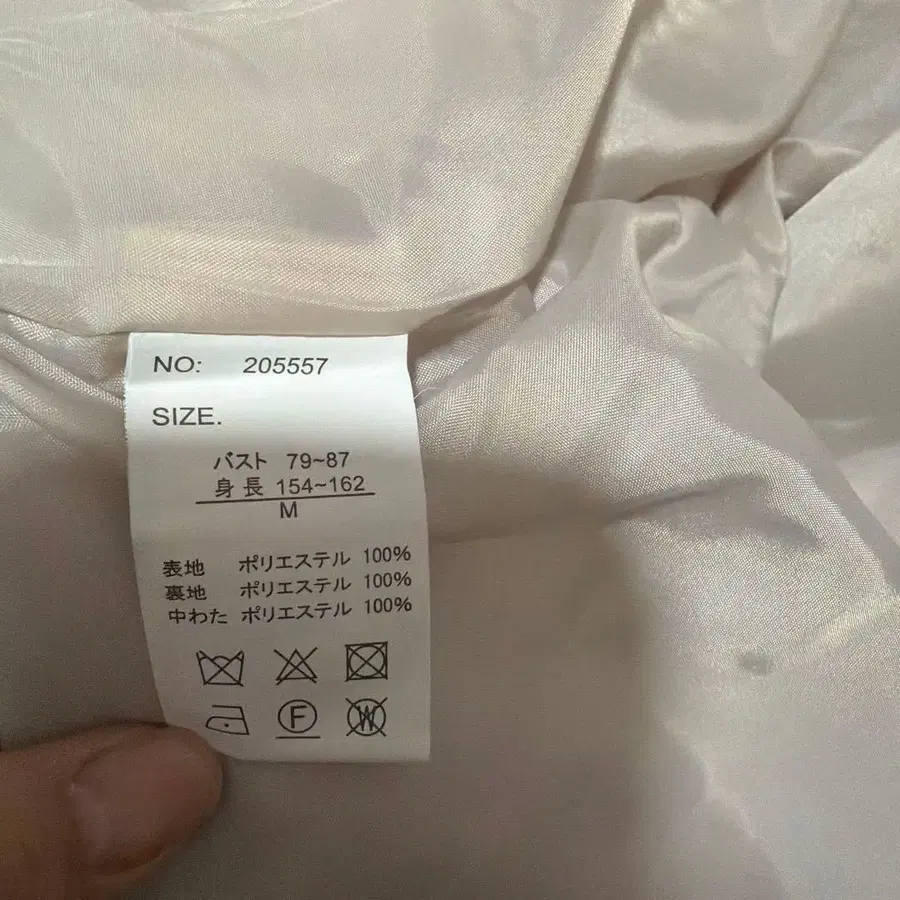 NO: 205557
SIZE.
バスト 79~87
身長 154~162
M
表地 ポリエステル 100%
裏地 ポリエステル 100%
中わた ポリエステル 100%
F W